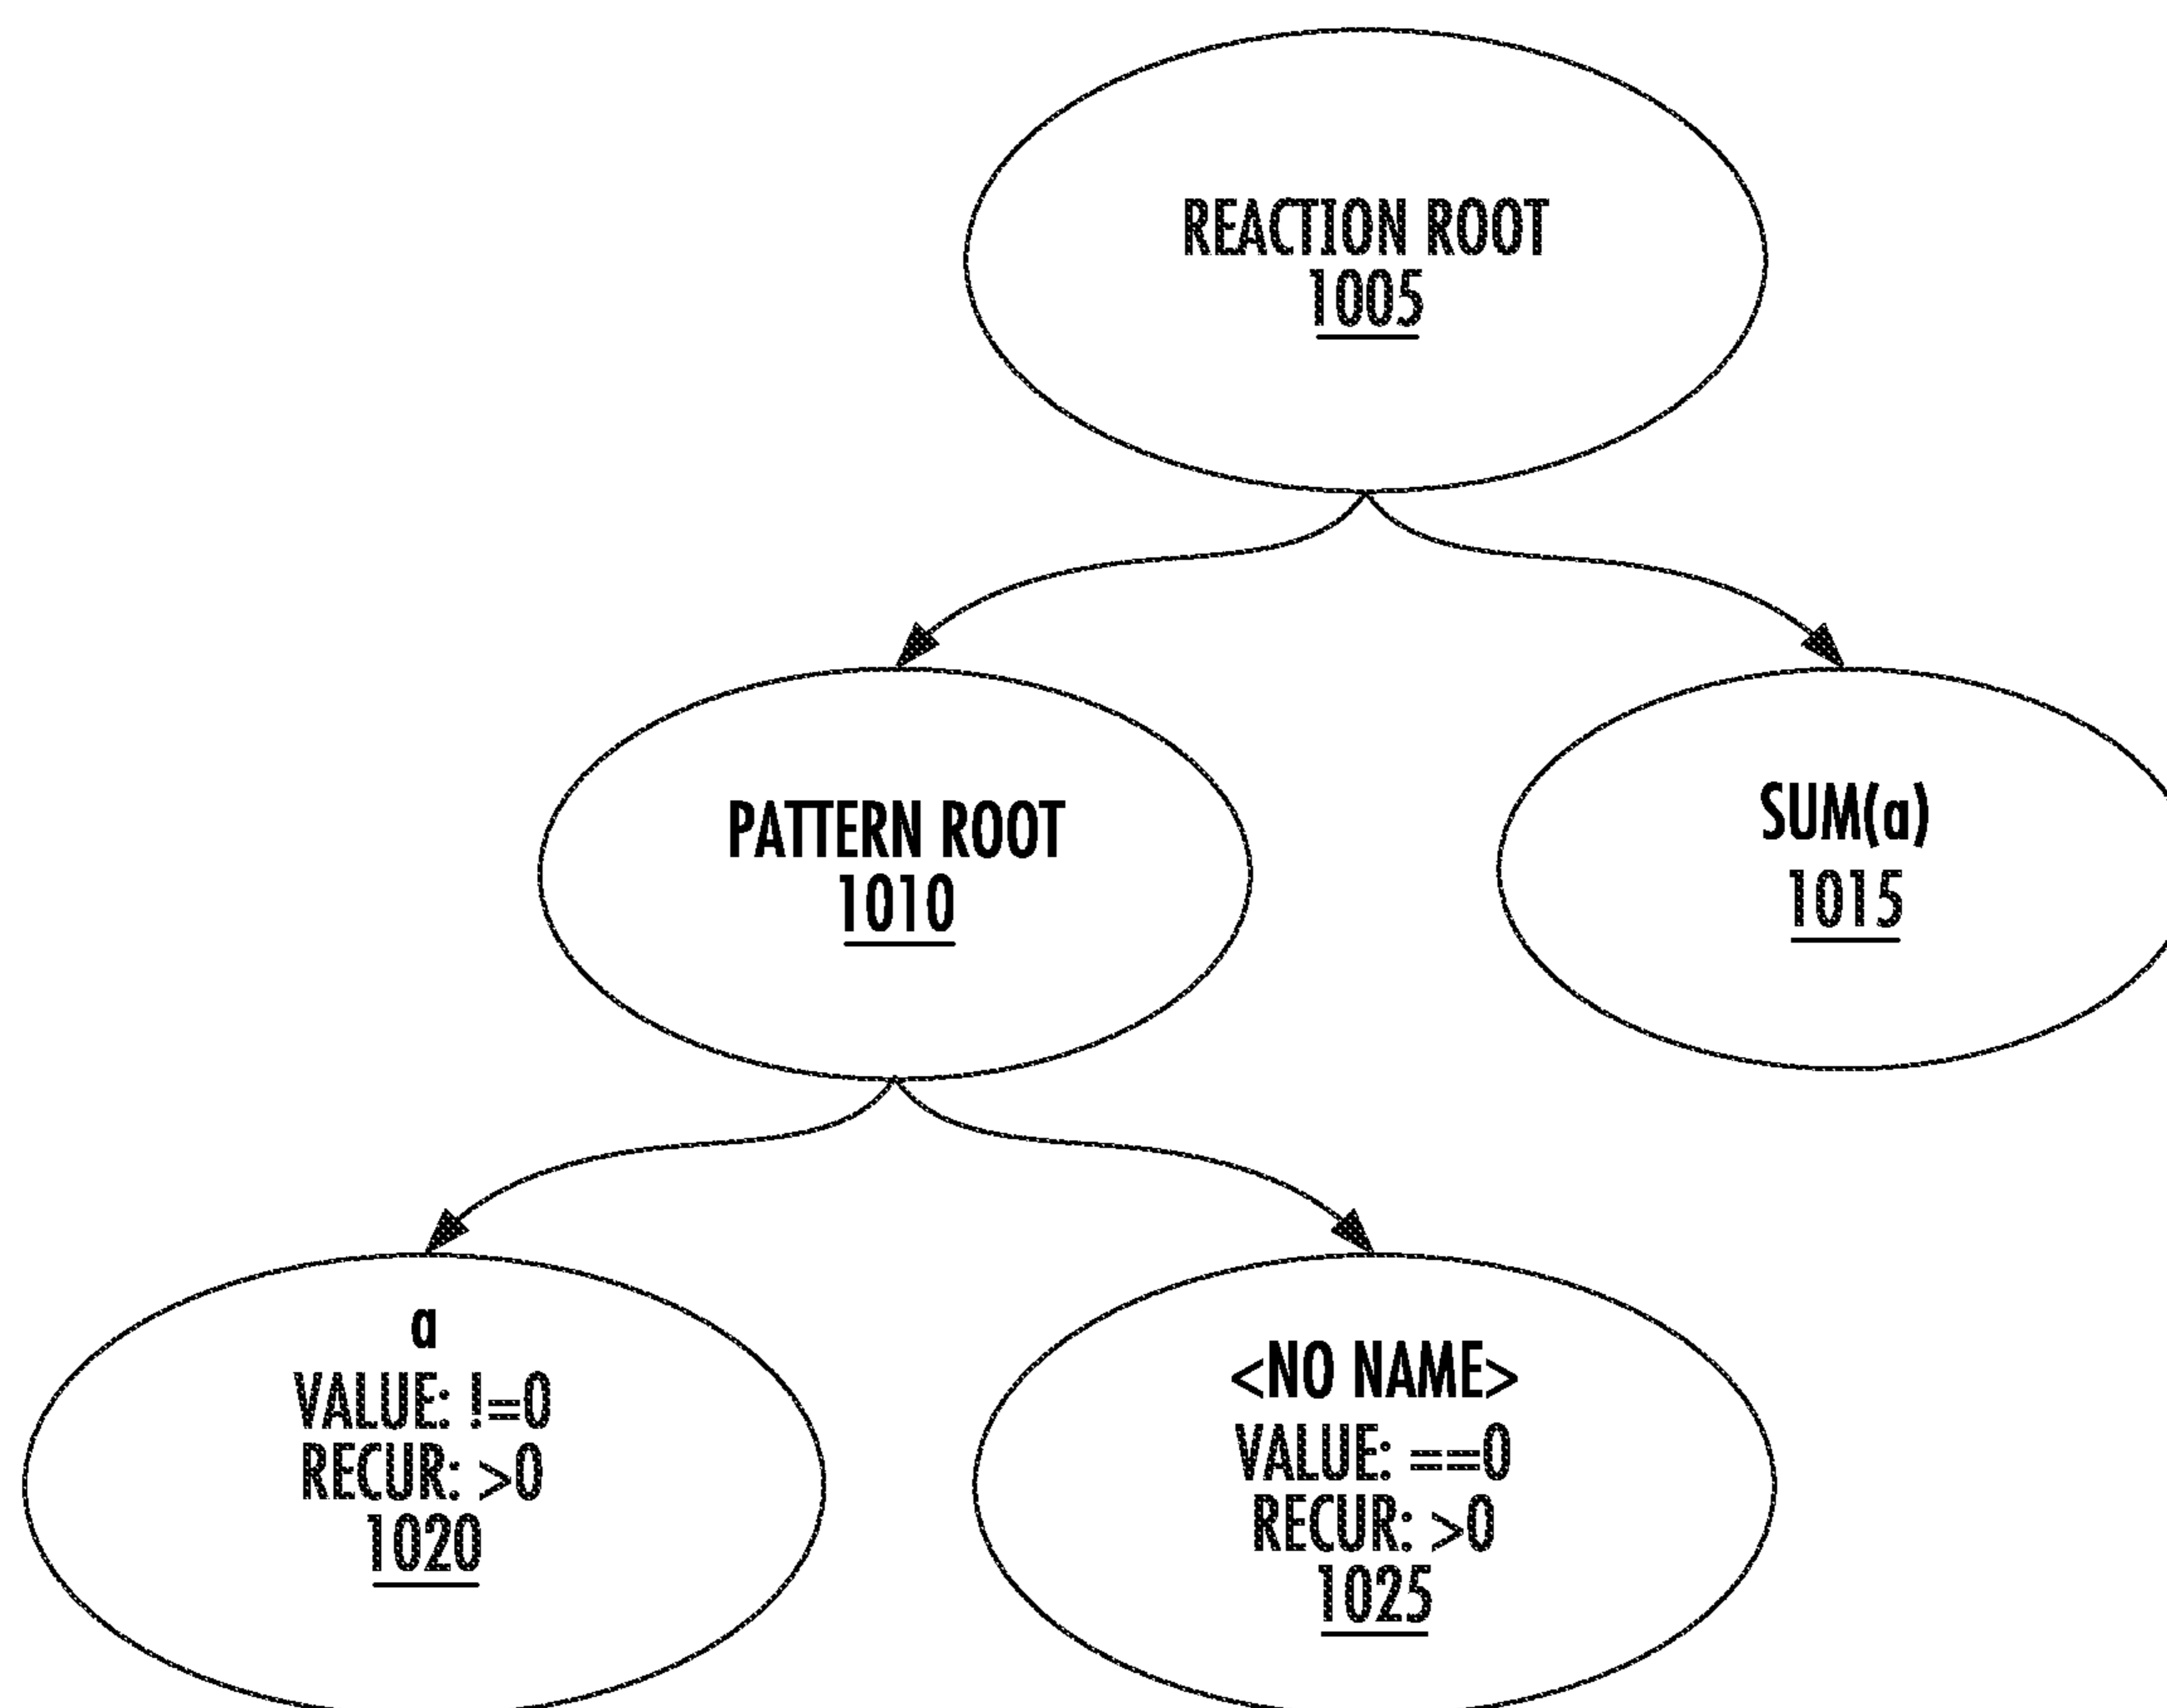 REACTION ROOT
1005
PATTERN ROOT
1010
SUM(a)
1015
a
VALUE: !=0
RECUR: >0
1020
<NO NAME>
VALUE: ==0
RECUR: >0
1025